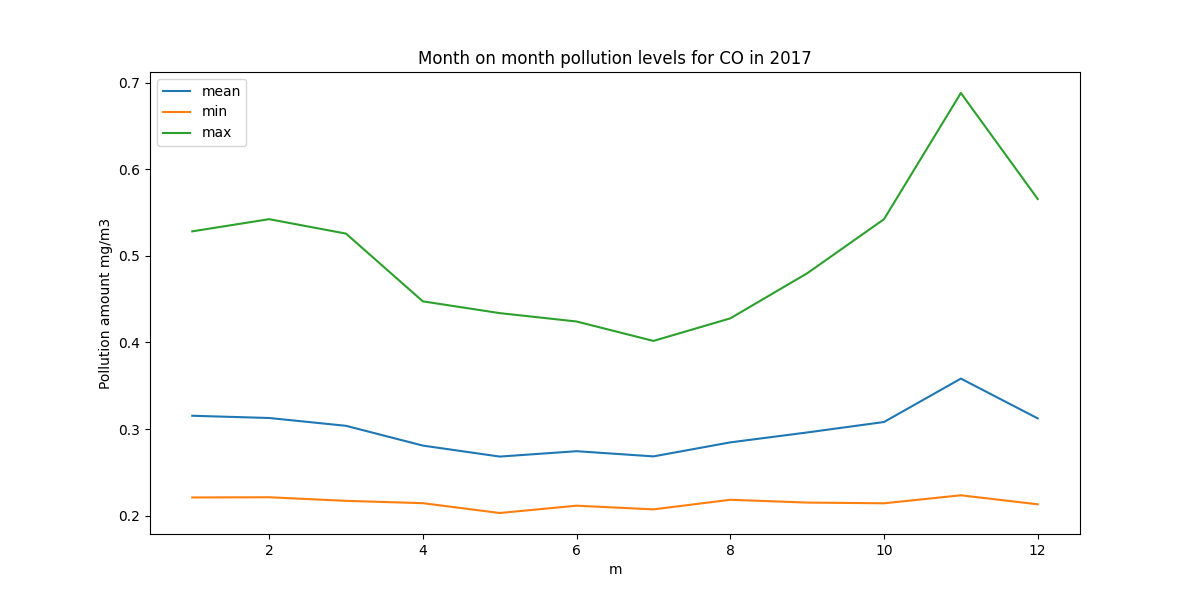 Month on month pollution levels for CO in 2017
mean
min
max
Pollution amount mg/m3
0.7
0.6
0.5
0.4
0.3
0.2
2 4 6 8 10 12
m